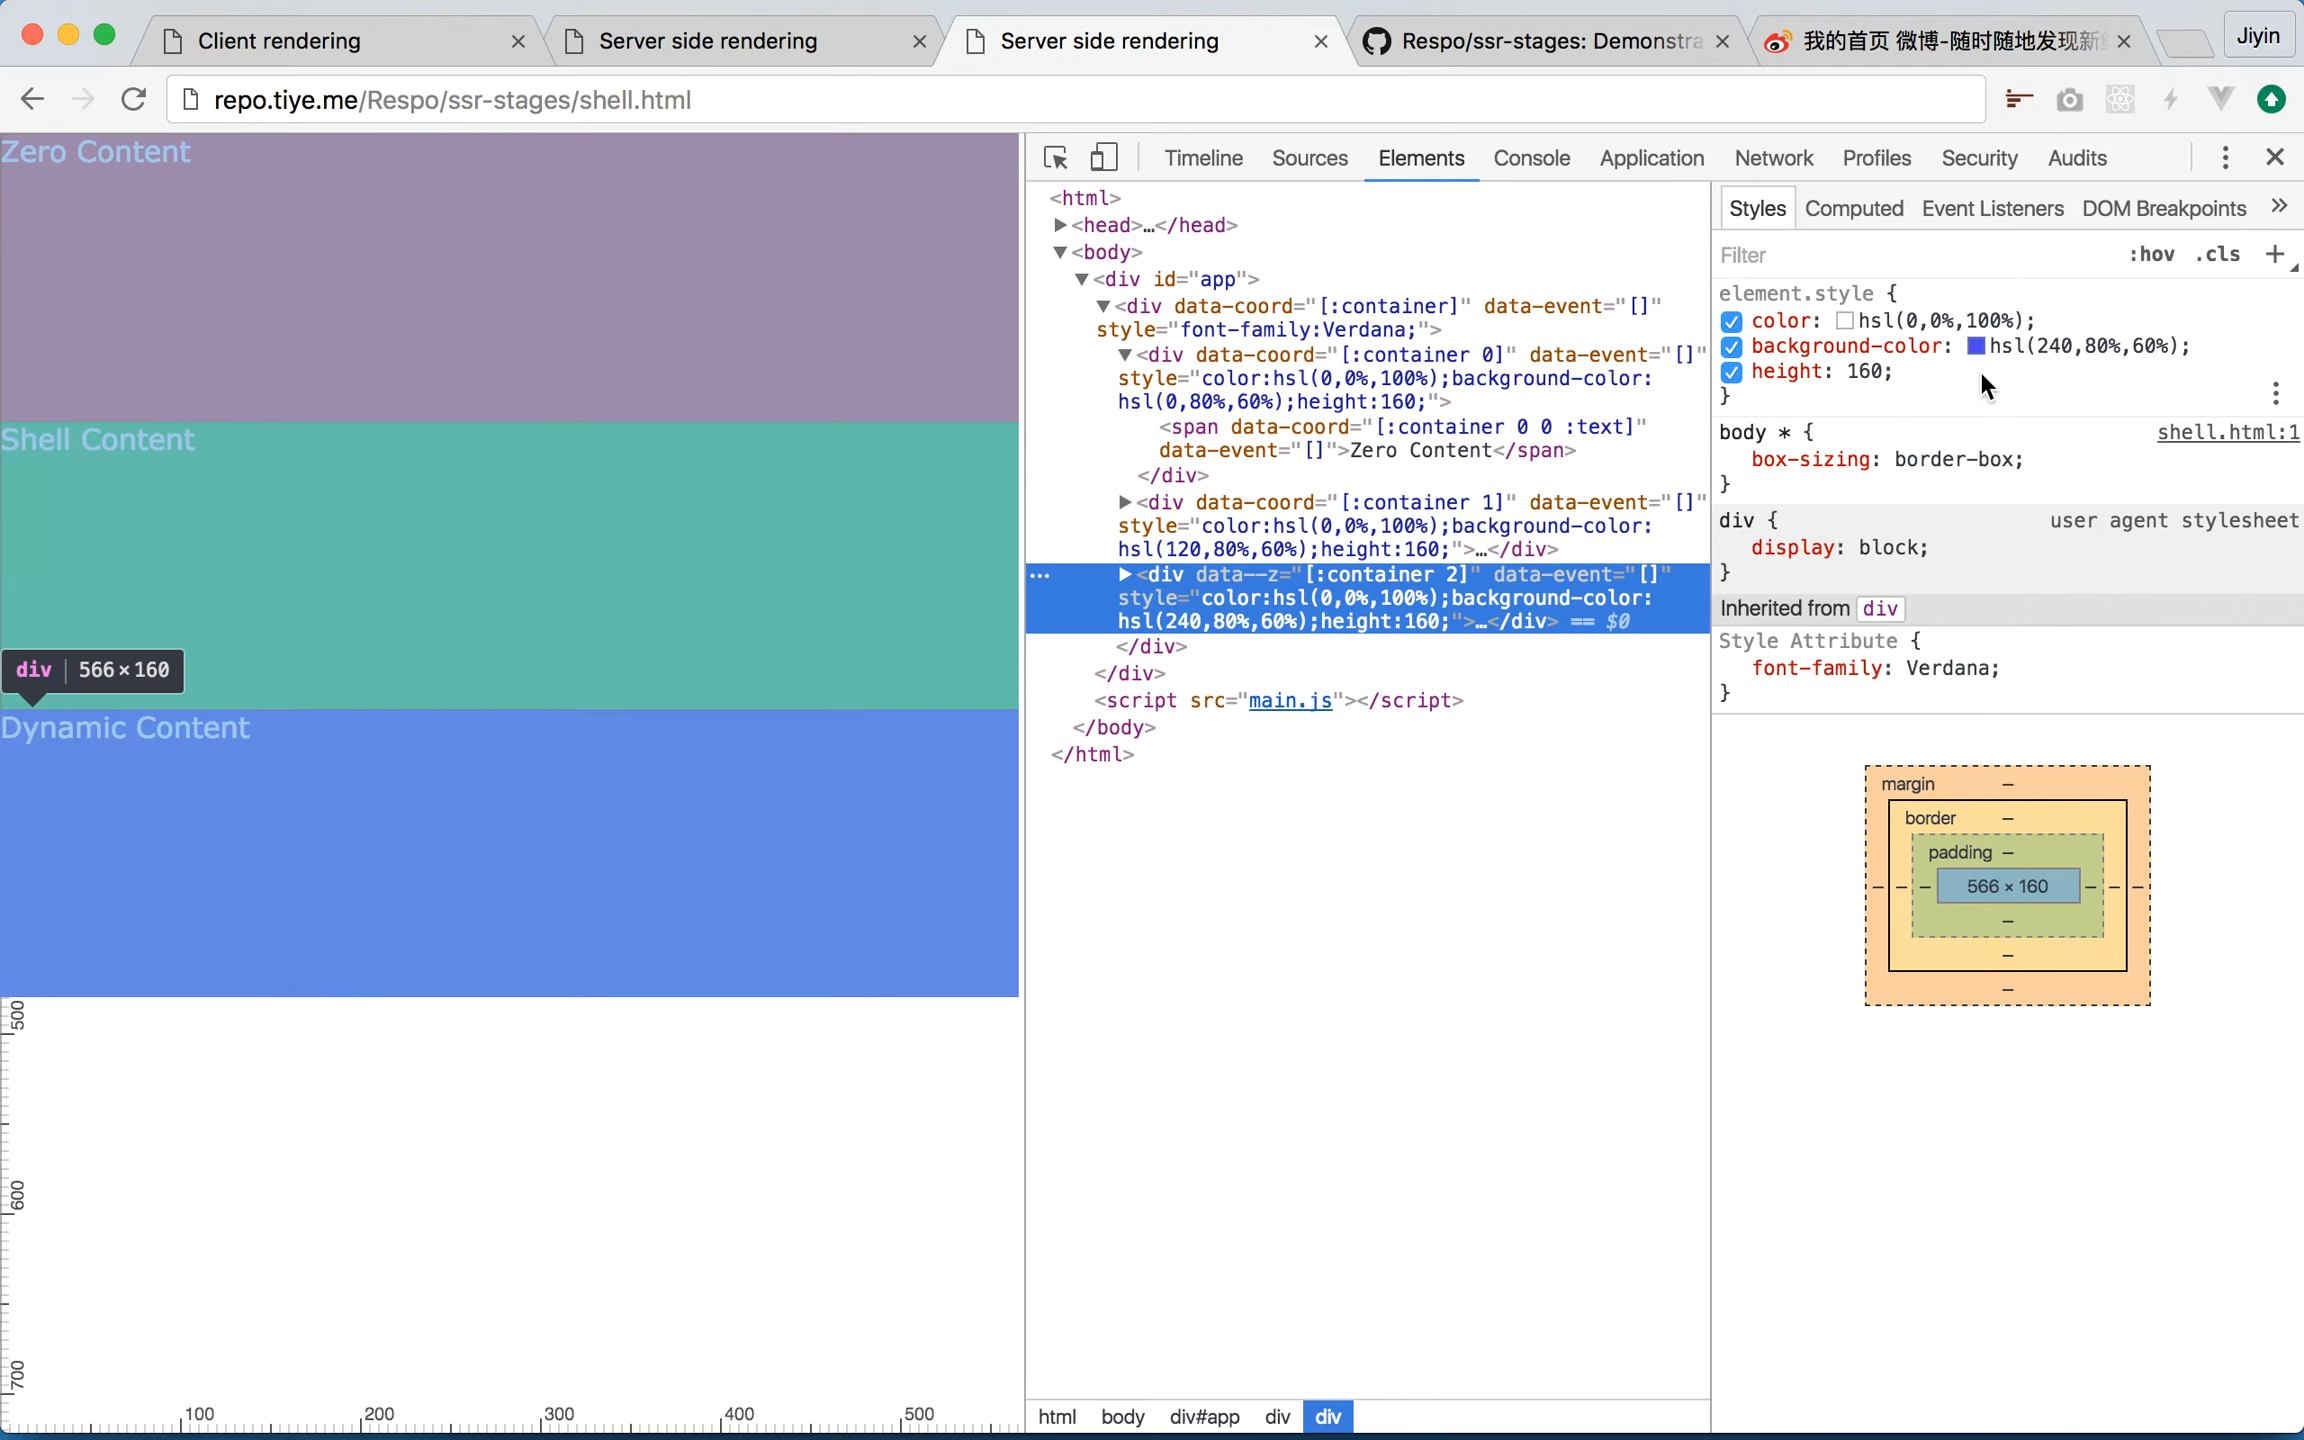 Client rendering
Server side rendering
Server side rendering
Respo/ssr-stages: Demonstra
我的首页 微博-随时随地发现新
Jiyin
repo.tiye.me/Respo/ssr-stages/shell.html
Zero Content
Shell Content
div 566 × 160
Dynamic Content
500
600
700
100 200 300 400 500
Timeline Sources Elements Console Application Network Profiles Security Audits
<html>
<head>…</head>
<body>
<div id="app">
<div data-coord="[:container]" data-event="[]"
style="font-family:Verdana;">
<div data-coord="[:container 0]" data-event="[]"
style="color:hsl(0,0%,100%);background-color:
hsl(0,80%,60%);height:160;">
<span data-coord="[:container 0 0 :text]"
data-event="[]">Zero Content</span>
</div>
<div data-coord="[:container 1]" data-event="[]"
style="color:hsl(0,0%,100%);background-color:
hsl(120,80%,60%);height:160;">…</div>
<div data--z="[:container 2]" data-event="[]"
style="color:hsl(0,0%,100%);background-color:
hsl(240,80%,60%);height:160;">…</div> == $0
</div>
</div>
<script src="main.js"></script>
</body>
</html>
html body div#app div div
Styles Computed Event Listeners DOM Breakpoints »
Filter :hov .cls +
element.style {
color: hsl(0,0%,100%);
background-color: hsl(240,80%,60%);
height: 160;
}
body * { shell.html:1
box-sizing: border-box;
}
div { user agent stylesheet
display: block;
}
Inherited from div
Style Attribute {
font-family: Verdana;
}
margin –
border –
padding –
– – – 566 × 160 – – –
–
–
–